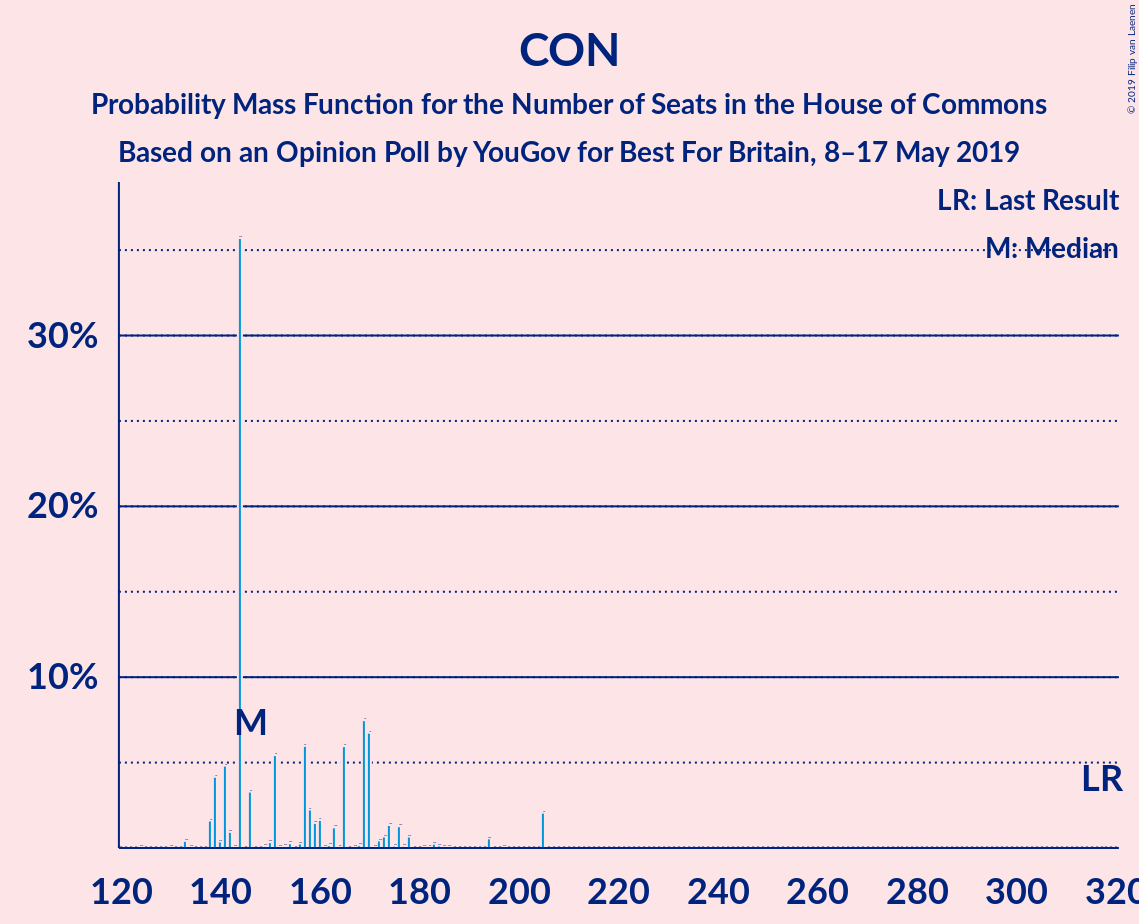 CON
Probability Mass Function for the Number of Seats in the House of Commons
Based on an Opinion Poll by YouGov for Best For Britain, 8–17 May 2019
© 2019 Filip van Laenen
LR: Last Result
M: Median
30%
20%
10%
M
LR
120 140 160 180 200 220 240 260 280 300 320